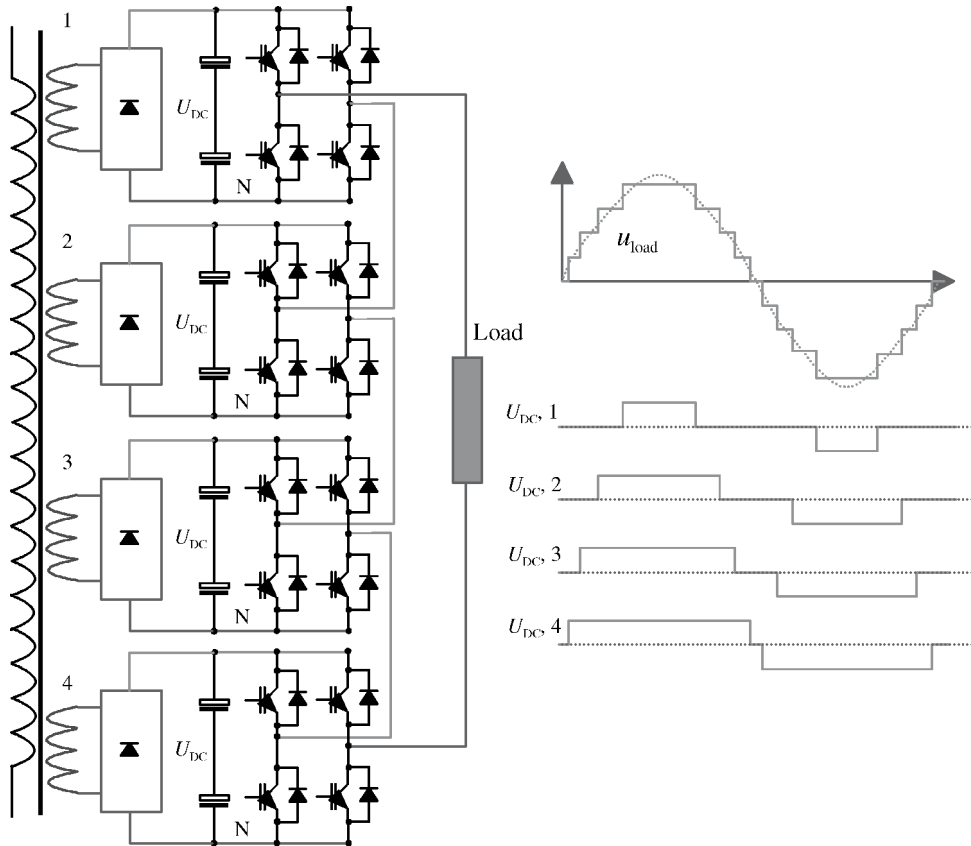 1
U_DC
N
2
U_DC
N
3
U_DC
N
4
U_DC
N
Load
u_load
U_DC, 1
U_DC, 2
U_DC, 3
U_DC, 4